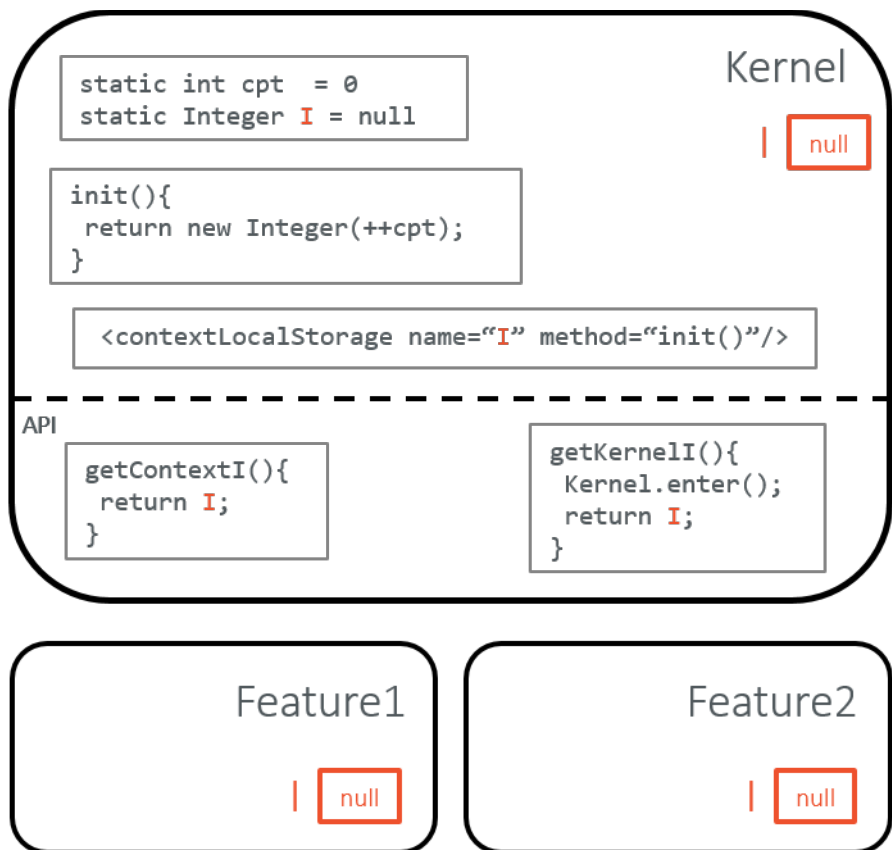 Kernel
static int cpt  = 0
static Integer I = null
I null
init(){
return new Integer(++cpt);
}
<contextLocalStorage name=“I” method=“init()”/>
API
getContextI(){
return I;
}
getKernelI(){
Kernel.enter();
return I;
}
Feature1
I null
Feature2
I null